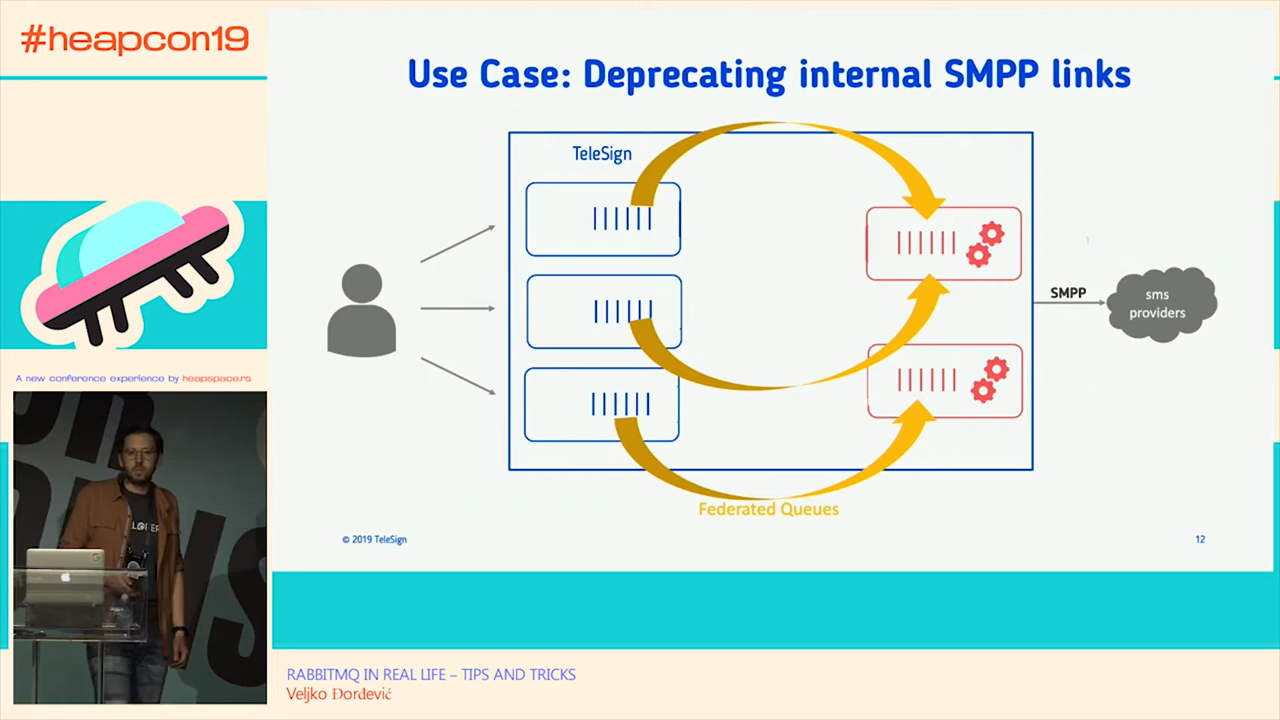 #heapcon19
Use Case: Deprecating internal SMPP links
TeleSign
SMPP
sms
providers
A new conference experience by heapspace.rs
Federated Queues
© 2019 TeleSign
12
RABBITMQ IN REAL LIFE – TIPS AND TRICKS
Veljko Đorđević